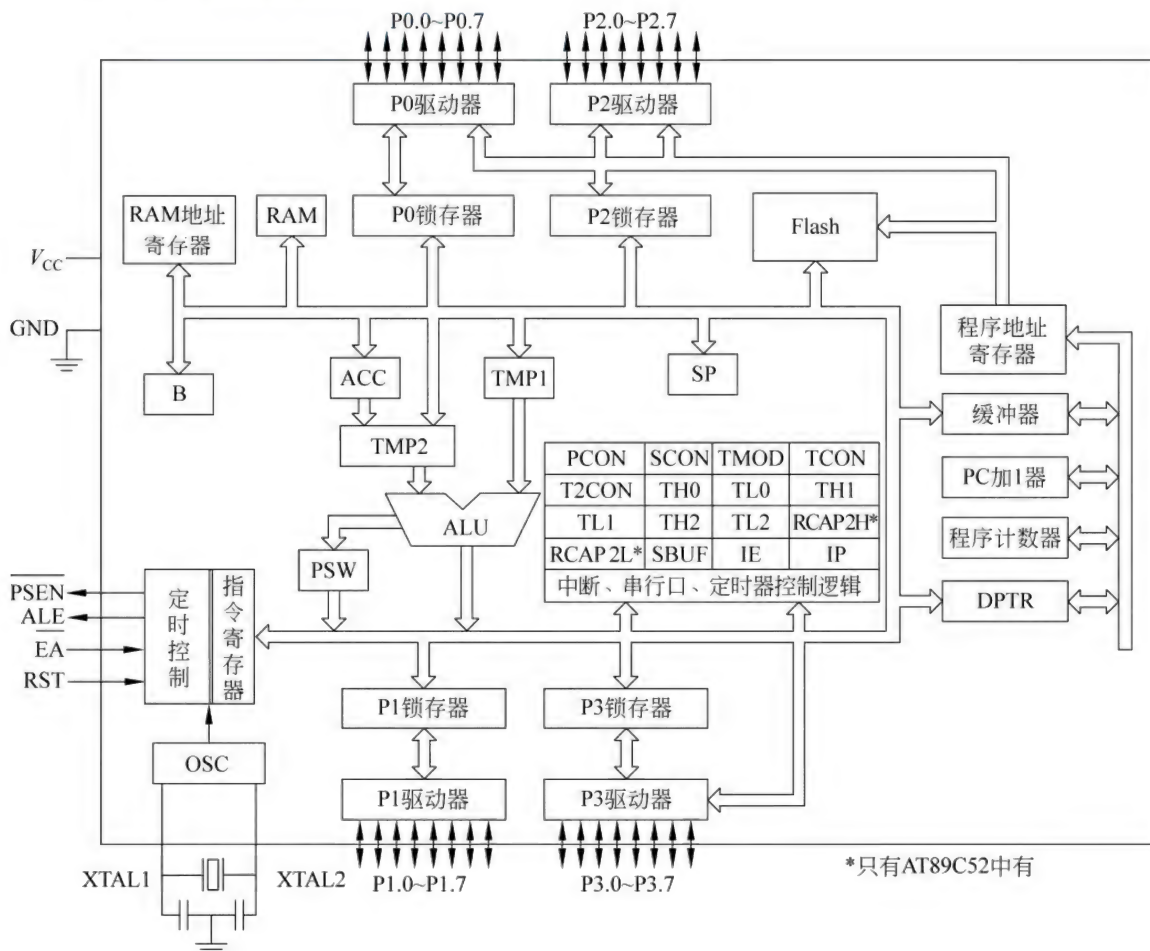 P0.0~P0.7
P2.0~P2.7
P0驱动器
P2驱动器
RAM地址
寄存器
RAM
P0锁存器
P2锁存器
Flash
VCC
GND
程序地址
寄存器
B
ACC
TMP1
SP
缓冲器
TMP2
PCON SCON TMOD TCON
T2CON TH0 TL0 TH1
TL1 TH2 TL2 RCAP2H*
RCAP 2L* SBUF IE IP
中断、串行口、定时器控制逻辑
PC加1器
ALU
程序计数器
PSW
DPTR
PSEN
ALE
EA
RST
定时控制
指令寄存器
P1锁存器
P3锁存器
OSC
P1驱动器
P3驱动器
XTAL1
XTAL2
P1.0~P1.7
P3.0~P3.7
*只有AT89C52中有